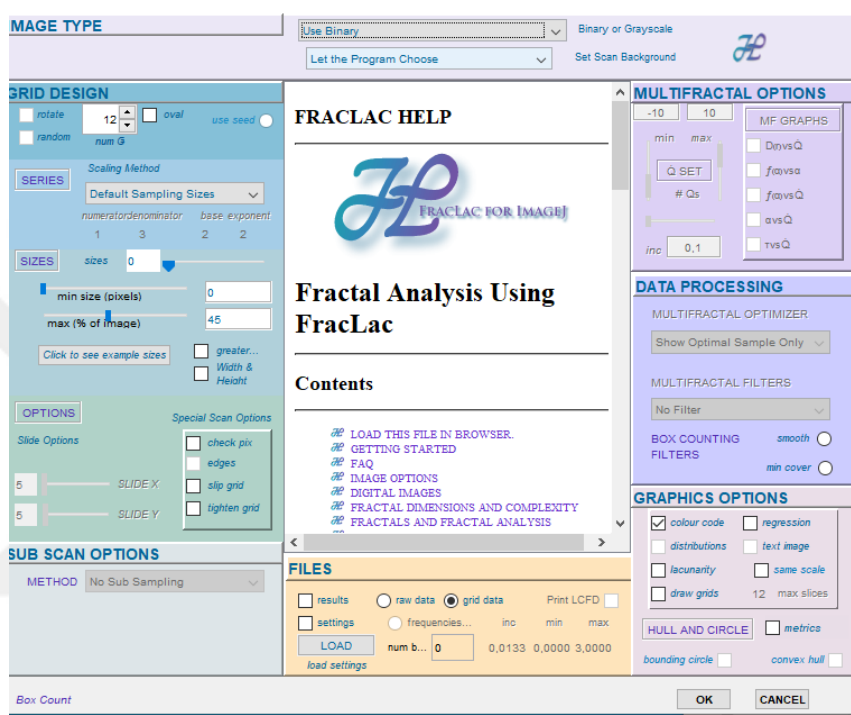 IMAGE TYPE
Use Binary
Binary or Grayscale
Let the Program Choose
Set Scan Background
GRID DESIGN
rotate
12
oval
use seed
random
num G
SERIES
Scaling Method
Default Sampling Sizes
numerator denominator base exponent
1 3 2 2
SIZES
sizes
0
min size (pixels)
0
max (% of image)
45
Click to see example sizes
greater...
Width &
Height
OPTIONS
Special Scan Options
Slide Options
check pix
edges
5
SLIDE X
slip grid
5
SLIDE Y
tighten grid
SUB SCAN OPTIONS
METHOD
No Sub Sampling
FRACLAC HELP
FRACLAC FOR IMAGEJ
Fractal Analysis Using
FracLac
Contents
LOAD THIS FILE IN BROWSER.
GETTING STARTED
FAQ
IMAGE OPTIONS
DIGITAL IMAGES
FRACTAL DIMENSIONS AND COMPLEXITY
FRACTALS AND FRACTAL ANALYSIS
FILES
results
raw data
grid data
Print LCFD
settings
frequencies...
inc
min
max
LOAD
num b...
0
0,0133 0,0000 3,0000
load settings
MULTIFRACTAL OPTIONS
-10
10
MF GRAPHS
min max
D(Q)vsQ
Q SET
f(α)vsα
# Qs
f(α)vsQ
αvsQ
inc
0,1
τvsQ
DATA PROCESSING
MULTIFRACTAL OPTIMIZER
Show Optimal Sample Only
MULTIFRACTAL FILTERS
No Filter
BOX COUNTING
FILTERS
smooth
min cover
GRAPHICS OPTIONS
colour code
regression
distributions
text image
lacunarity
same scale
draw grids
12 max slices
HULL AND CIRCLE
metrics
bounding circle
convex hull
Box Count
OK
CANCEL